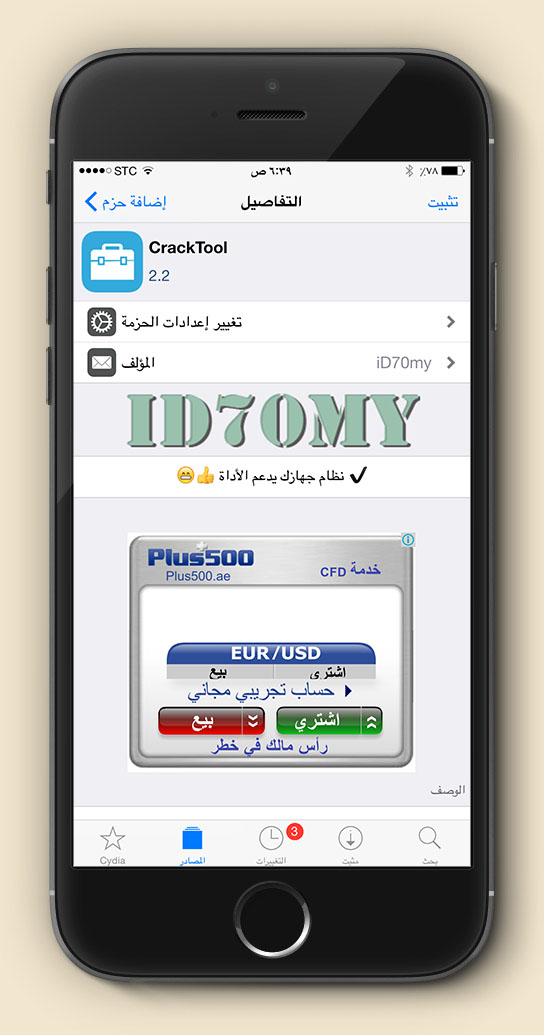 STC
٦:٣٩ ص
٪٧٨
إضافة حزم
التفاصيل
تثبيت
CrackTool
2.2
تغيير إعدادات الحزمة
المؤلف
iD70my
ID70MY
✔ نظام جهازك يدعم الأداة 👍😁
Plus500
Plus500.ae
خدمة CFD
EUR/USD
اشتري
بيع
حساب تجريبي مجاني
اشتري
بيع
رأس مالك في خطر
الوصف
3
Cydia
المصادر
التغييرات
مثبت
بحث